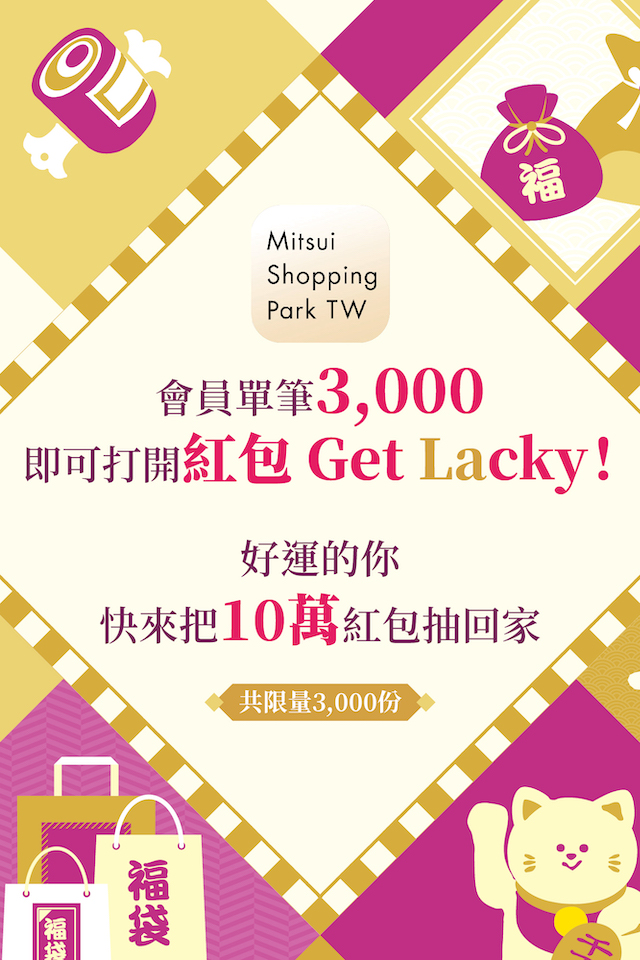 福
Mitsui
Shopping
Park TW
會員單筆3,000
即可打開紅包 Get Lacky!
好運的你
快來把10萬紅包抽回家
共限量3,000份
福袋
福袋